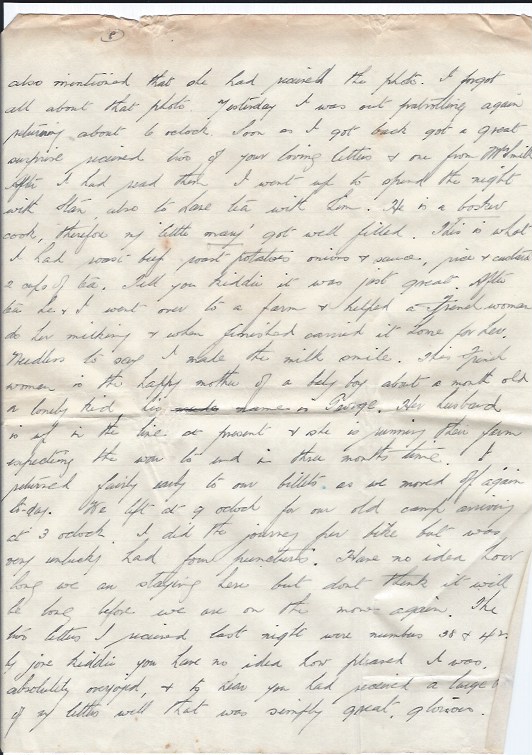 8
also mentioned that she had received the photo. I forgot
all about that photo. Yesterday I was out patrolling again
returning about 6 oclock. Soon as I got back got a great
surprise received two of your loving letters & one from Mrs Smith
After I had read them I went up to spend the night
with Stan, also to have tea with him. He is a bosker
cook, therefore my little mary got well filled. This is what
I had roast beef roast potatoes onions & sauce, rice & custard
2 cups of tea. Tell you kiddie it was just great. After
tea he & I went over to a farm & helped a French woman
do her milking & when finished carried it home for her.
Needless to say I made the milk smile. This French
woman is the happy mother of a baby boy about a month old
a lovely kid, his name is George. Her husband
is up in the line at present & she is running their farm
expecting the war to end in three months time. I
returned fairly early to our billets. as we moved off again
to-day. We left at 9 oclock for our old camp arriving
at 3 oclock. I did the journey per bike but was
very unlucky had four punctures. Have no idea how
long we are staying here but dont think it will
be long before we are on the move again. The
two letters I received last night were numbers 38 & 42.
By jove kiddie you have no idea how pleased I was.
absolutely overjoyed, & to hear you had received a large
of my letters well that was simply great, glorious.